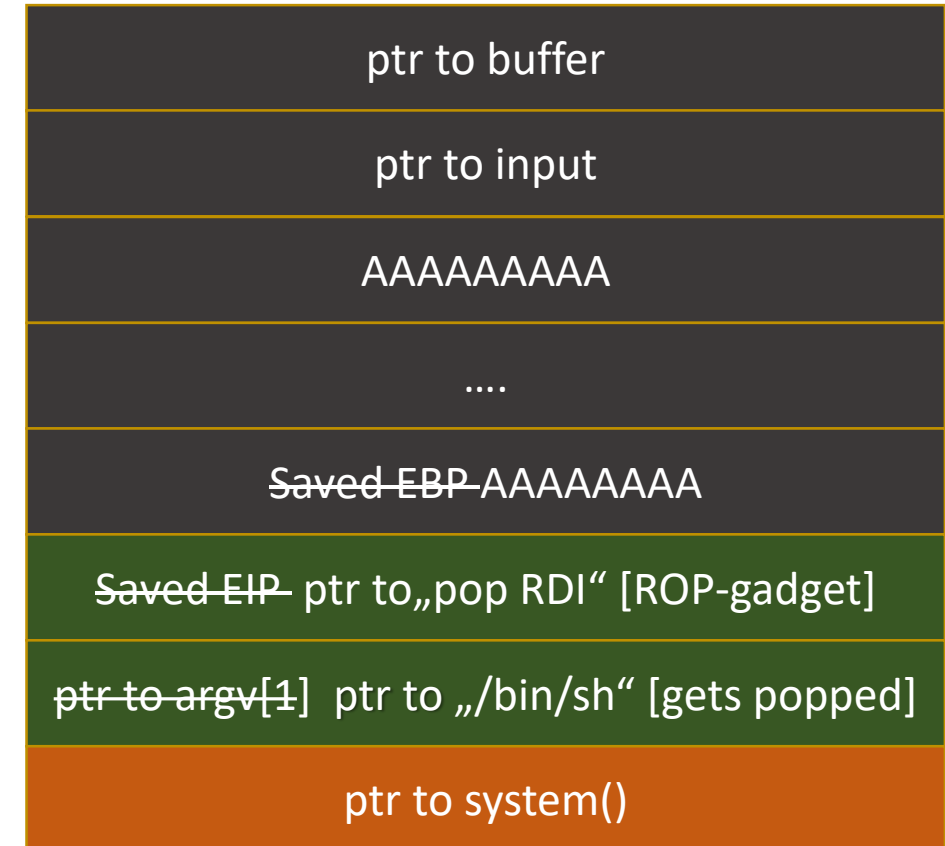 ptr to buffer
ptr to input
AAAAAAAAAA
....
Saved EBP AAAAAAAA
Saved EIP ptr to„pop RDI“ [ROP-gadget]
ptr to argv[1] ptr to „/bin/sh“ [gets popped]
ptr to system()